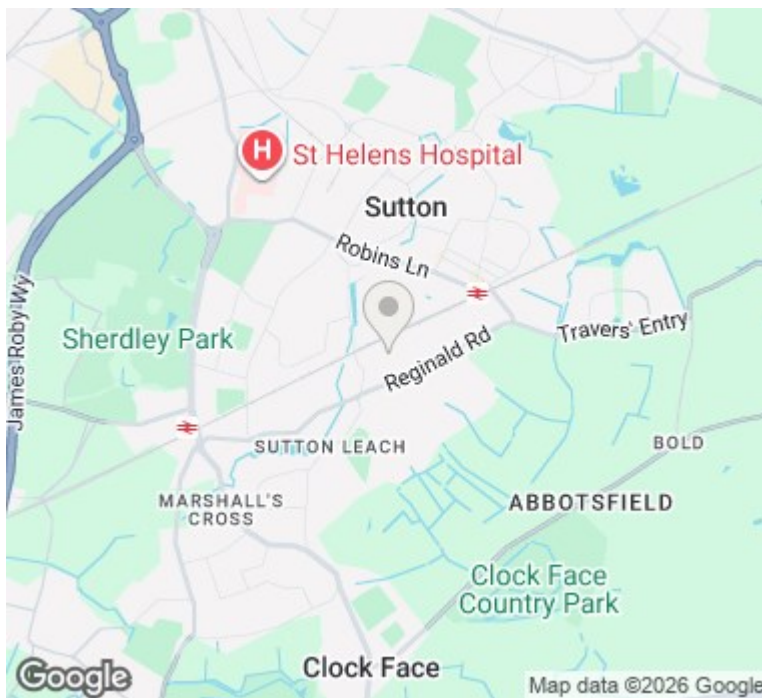 H St Helens Hospital
Sutton
Robins Ln
James Roby Wy
Sherdley Park
Travers' Entry
Reginald Rd
SUTTON LEACH
BOLD
MARSHALL'S
CROSS
ABBOTSFIELD
Clock Face
Country Park
Clock Face
Google
Map data ©2026 Google